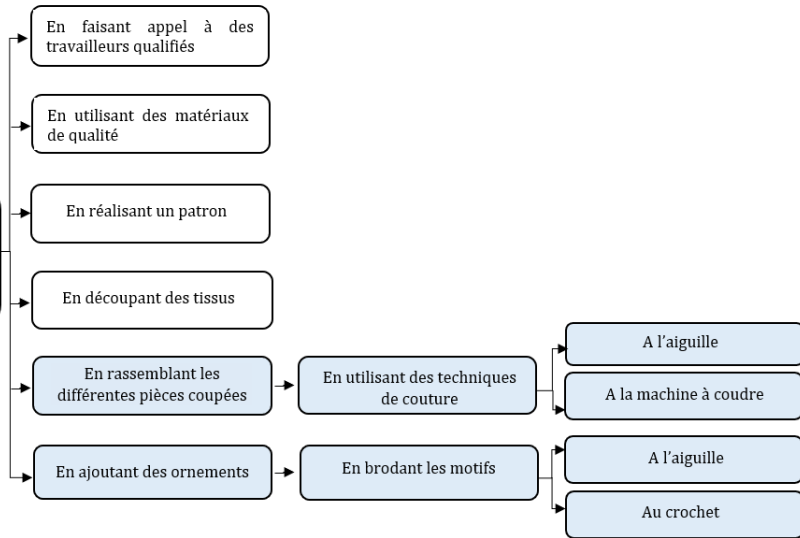 En faisant appel à des
travailleurs qualifiés
En utilisant des matériaux
de qualité
En réalisant un patron
En découpant des tissus
En rassemblant les
différentes pièces coupées
En utilisant des techniques
de couture
A l’aiguille
A la machine à coudre
En ajoutant des ornements
En brodant les motifs
A l’aiguille
Au crochet